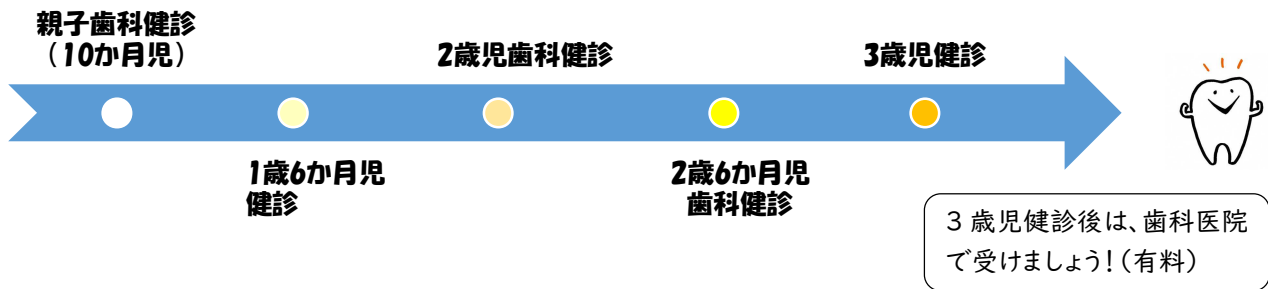 親子歯科健診
（10か月児）
2歳児歯科健診
3歳児健診
1歳6か月児
健診
2歳6か月児
歯科健診
3歳児健診後は、歯科医院
で受けましょう！（有料）